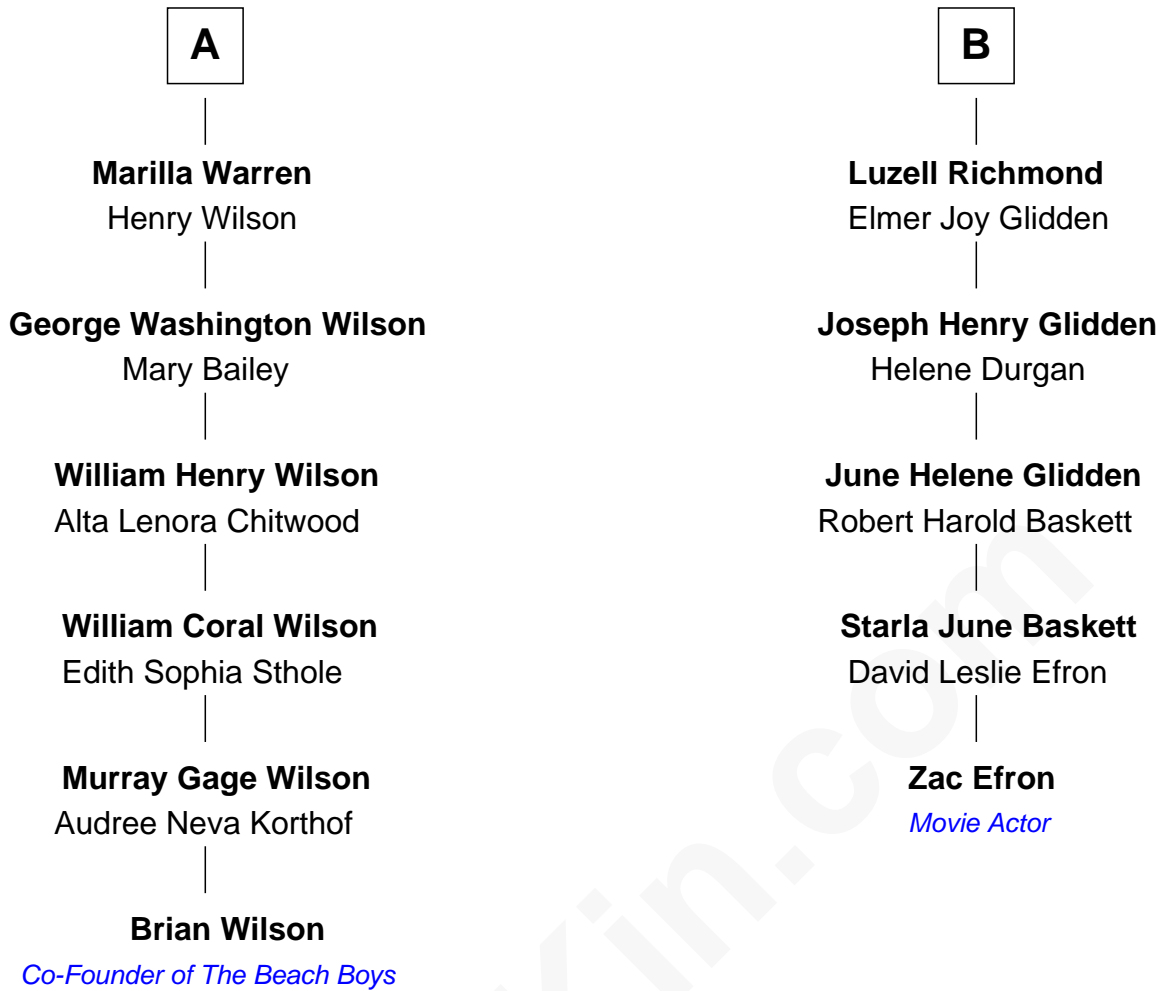 A
Marilla Warren
Henry Wilson
George Washington Wilson
Mary Bailey
William Henry Wilson
Alta Lenora Chitwood
William Coral Wilson
Edith Sophia Sthole
Murray Gage Wilson
Audree Neva Korthof
Brian Wilson
Co-Founder of The Beach Boys
B
Luzell Richmond
Elmer Joy Glidden
Joseph Henry Glidden
Helene Durgan
June Helene Glidden
Robert Harold Baskett
Starla June Baskett
David Leslie Efron
Zac Efron
Movie Actor
Kin.com